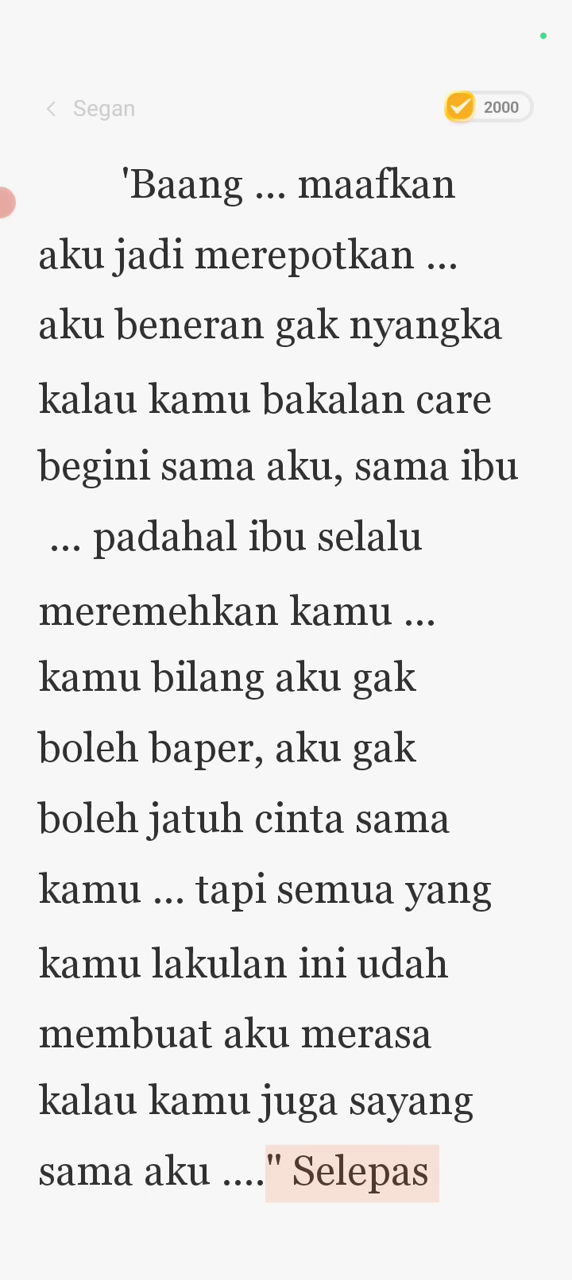 Segan
2000
'Baang ... maafkan
aku jadi merepotkan ...
aku beneran gak nyangka
kalau kamu bakalan care
begini sama aku, sama ibu
... padahal ibu selalu
meremehkan kamu ...
kamu bilang aku gak
boleh baper, aku gak
boleh jatuh cinta sama
kamu ... tapi semua yang
kamu lakulan ini udah
membuat aku merasa
kalau kamu juga sayang
sama aku ...." Selepas